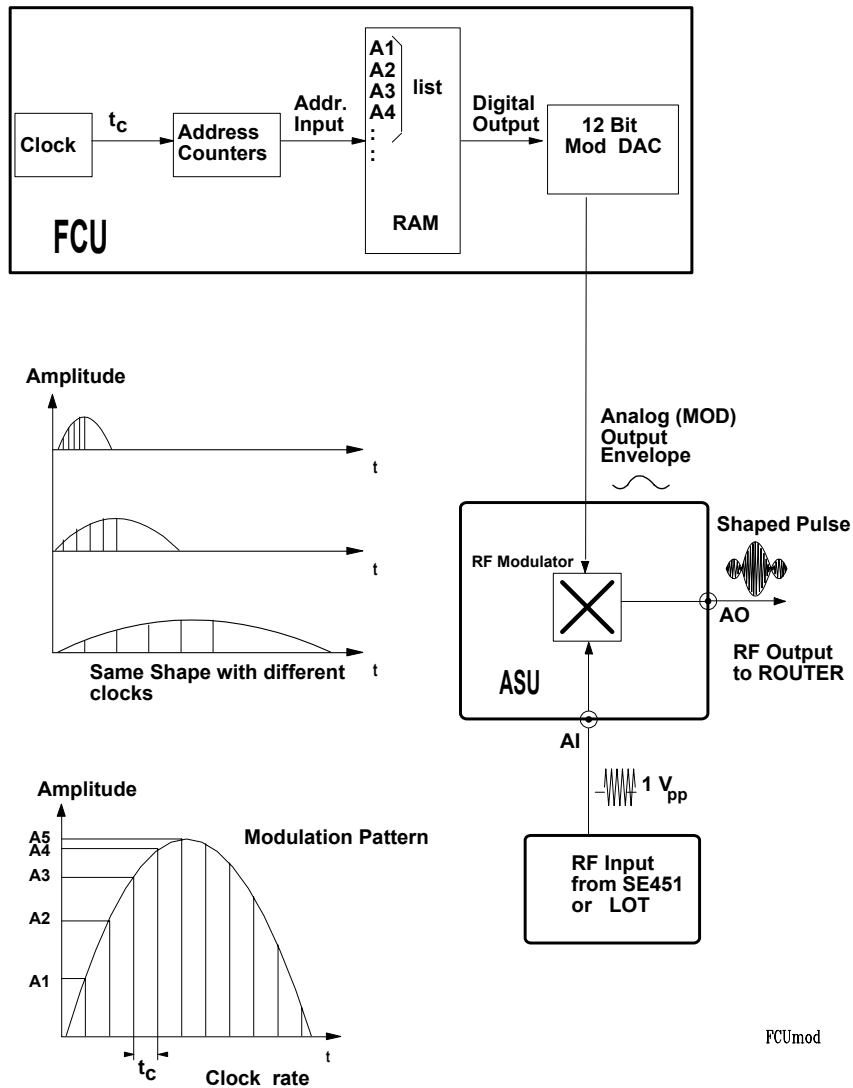 A1
A2
A3
A4
:
:
list
RAM
Clock
tc
Address
Counters
Addr.
Input
Digital
Output
12 Bit
Mod DAC
FCU
Amplitude
t
t
t
Same Shape with different
clocks
Analog (MOD)
Output
Envelope
Shaped Pulse
RF Modulator
ASU
AO
RF Output
to ROUTER
AI
1 Vpp
RF Input
from SE451
or LOT
Amplitude
Modulation Pattern
A5
A4
A3
A2
A1
tc
Clock rate
t
FCUmod